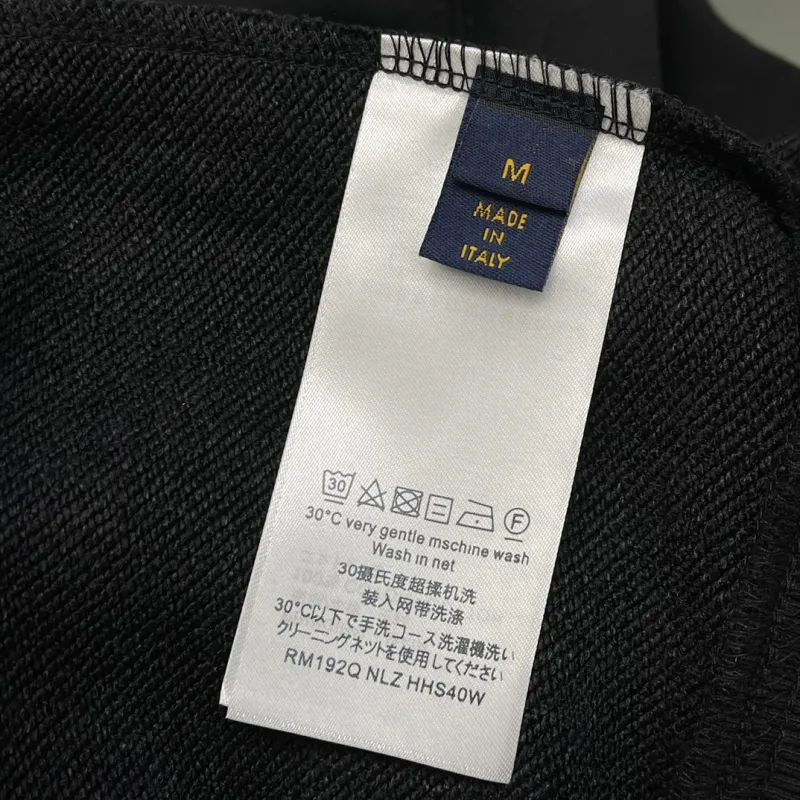 M
MADE
IN
ITALY
30 F
30°C very gentle mschine wash
Wash in net
30摄氏度超揉机洗
装入网带洗涤
30°C以下で手洗コース洗濯機洗い
クリーニングネットを使用してください
RM192Q NLZ HHS40W